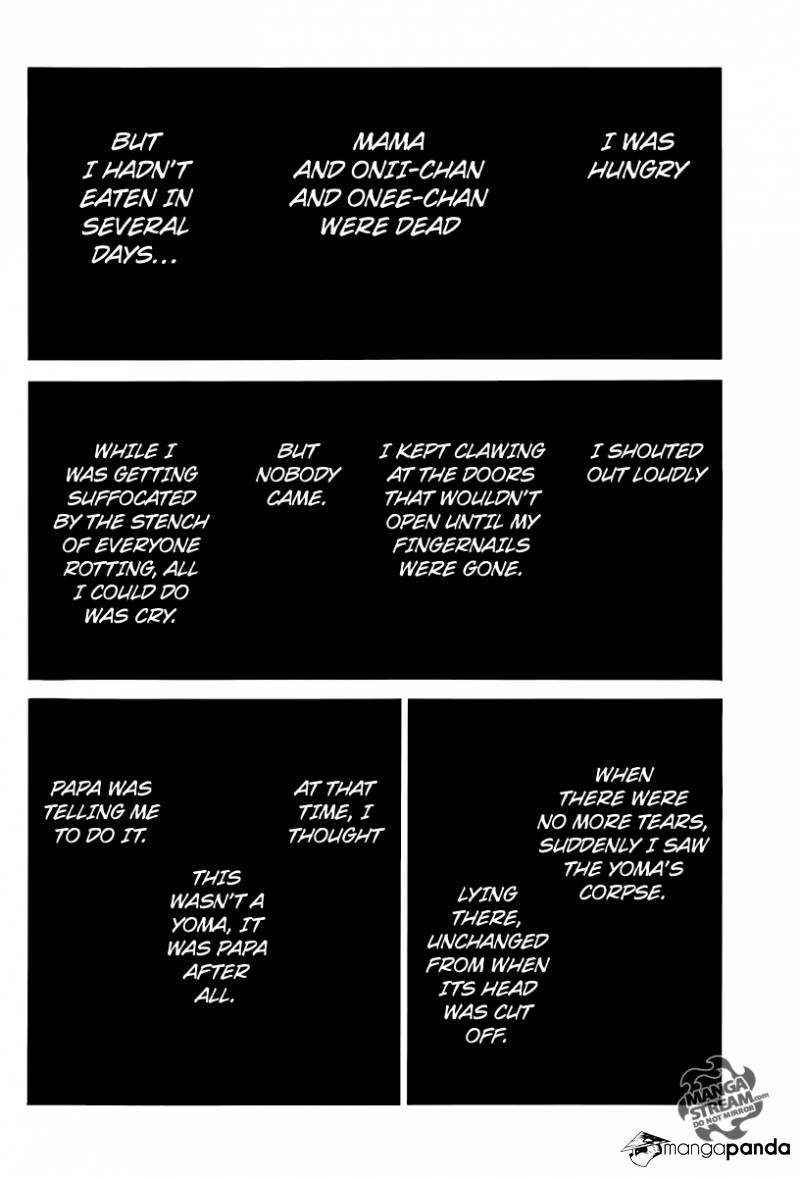 I WAS
HUNGRY
MAMA
AND ONII-CHAN
AND ONEE-CHAN
WERE DEAD
BUT
I HADN'T
EATEN IN
SEVERAL
DAYS...
I SHOUTED
OUT LOUDLY
I KEPT CLAWING
AT THE DOORS
THAT WOULDN'T
OPEN UNTIL MY
FINGERNAILS
WERE GONE.
BUT
NOBODY
CAME.
WHILE I
WAS GETTING
SUFFOCATED
BY THE STENCH
OF EVERYONE
ROTTING, ALL
I COULD DO
WAS CRY.
WHEN
THERE WERE
NO MORE TEARS,
SUDDENLY I SAW
THE YOMA'S
CORPSE.
LYING
THERE,
UNCHANGED
FROM WHEN
ITS HEAD
WAS CUT
OFF.
AT THAT
TIME, I
THOUGHT
THIS
WASN'T A
YOMA, IT
WAS PAPA
AFTER
ALL.
PAPA WAS
TELLING ME
TO DO IT.
MANGA
STREAM.com
DO NOT MIRROR
mangapanda